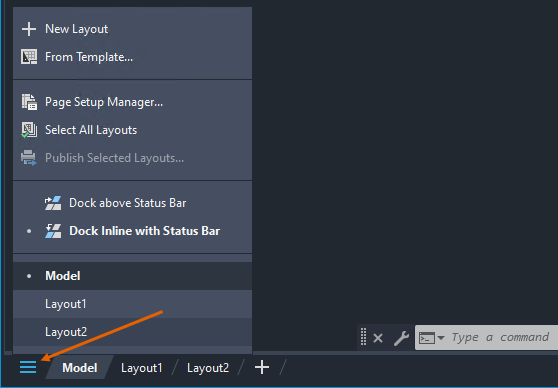 New Layout
From Template...
Page Setup Manager...
Select All Layouts
Publish Selected Layouts...
Dock above Status Bar
Dock Inline with Status Bar
Model
Layout1
Layout2
Type a command
Model Layout1 Layout2